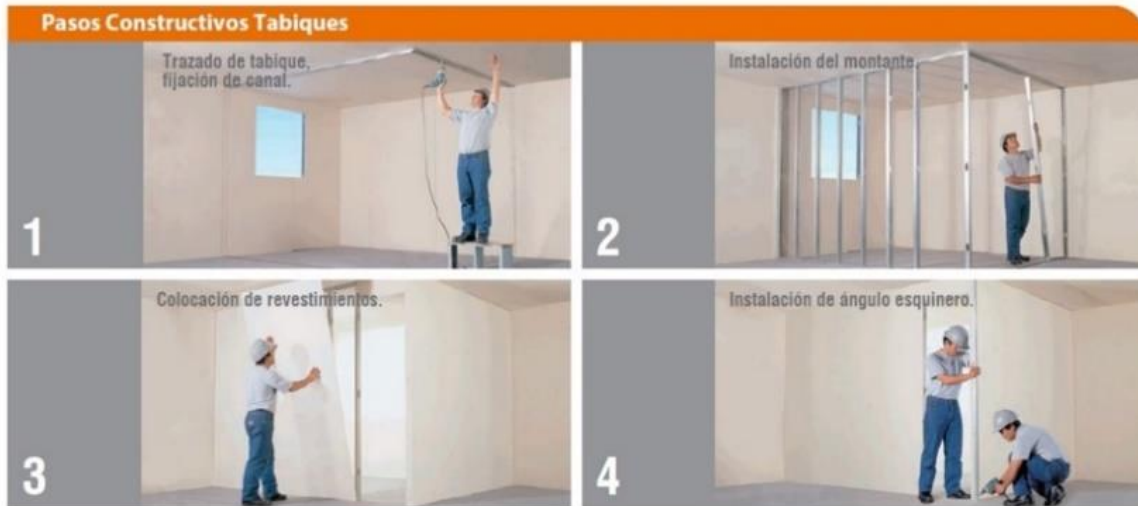 Pasos Constructivos Tabiques
Trazado de tabique,
fijación de canal.
1
Instalación del montante.
2
Colocación de revestimientos.
3
Instalación de ángulo esquinero.
4